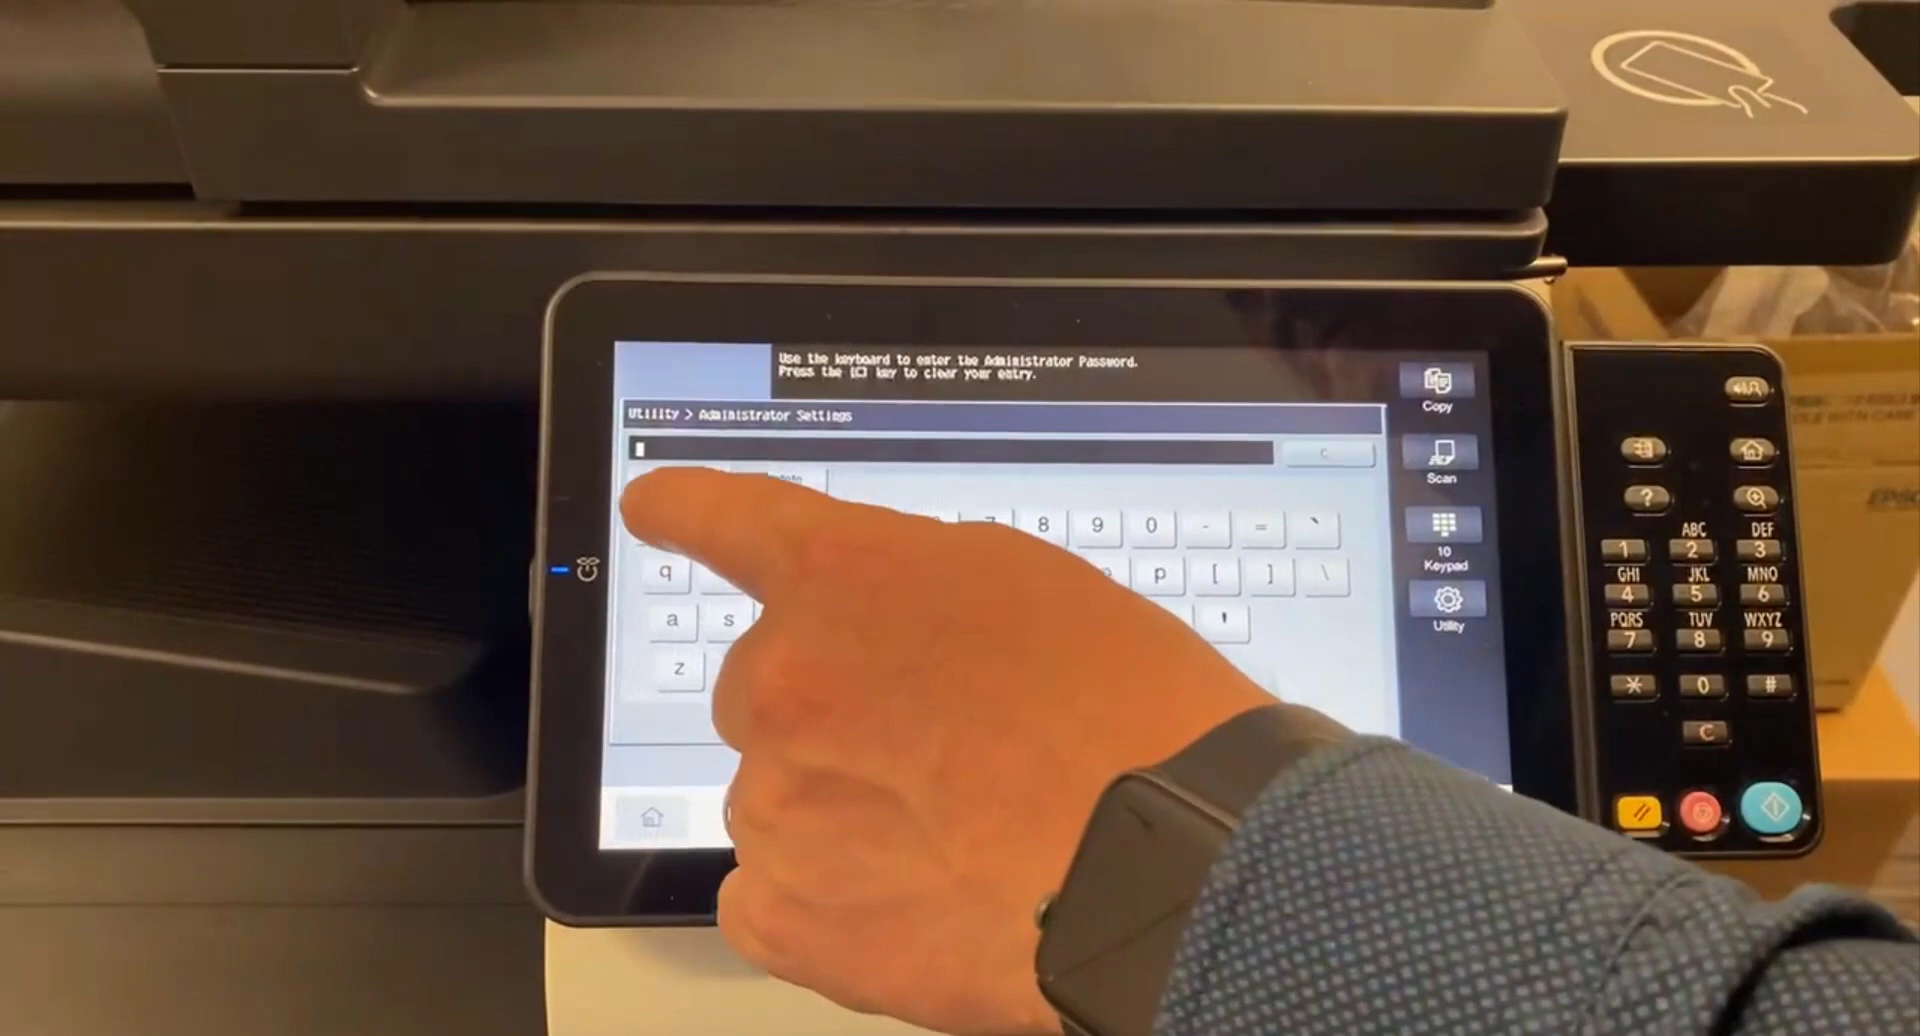 Use the keyboard to enter the Administrator Password.
Press the [C] key to clear your entry.
Utility > Administrator Settings
C
8 9 0 - = `
q p [ ] \
a s '
z
Copy
Scan
10
Keypad
Utility
?
ABC DEF
1 2 3
GHI JKL MNO
4 5 6
PQRS TUV WXYZ
7 8 9
* 0 #
C
WITH CARE